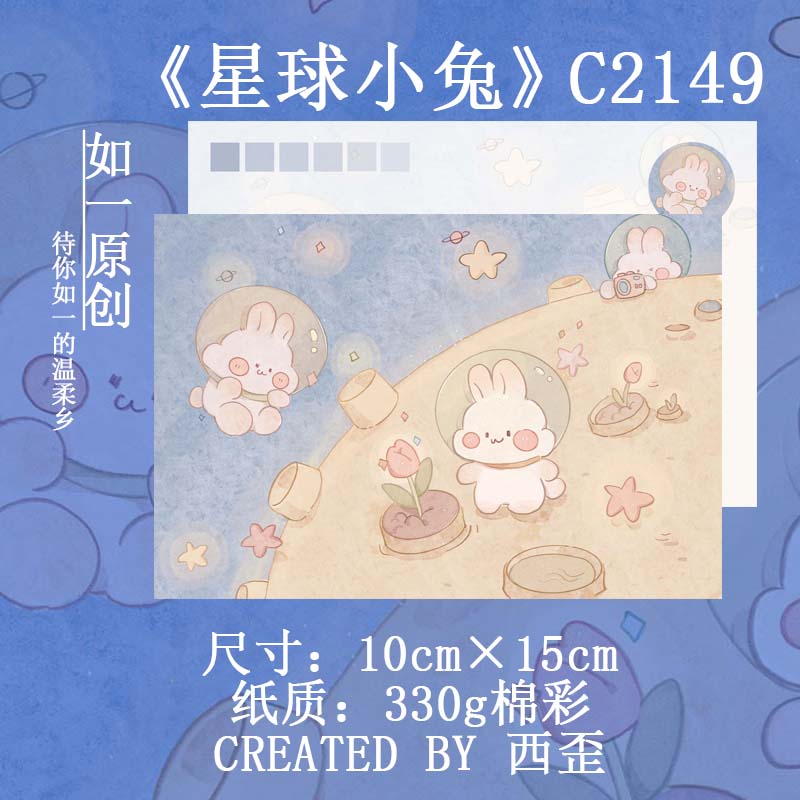 《星球小兔》C2149
如一原创
待你如一的温柔乡
尺寸：10cm×15cm
纸质：330g棉彩
CREATED BY 西歪